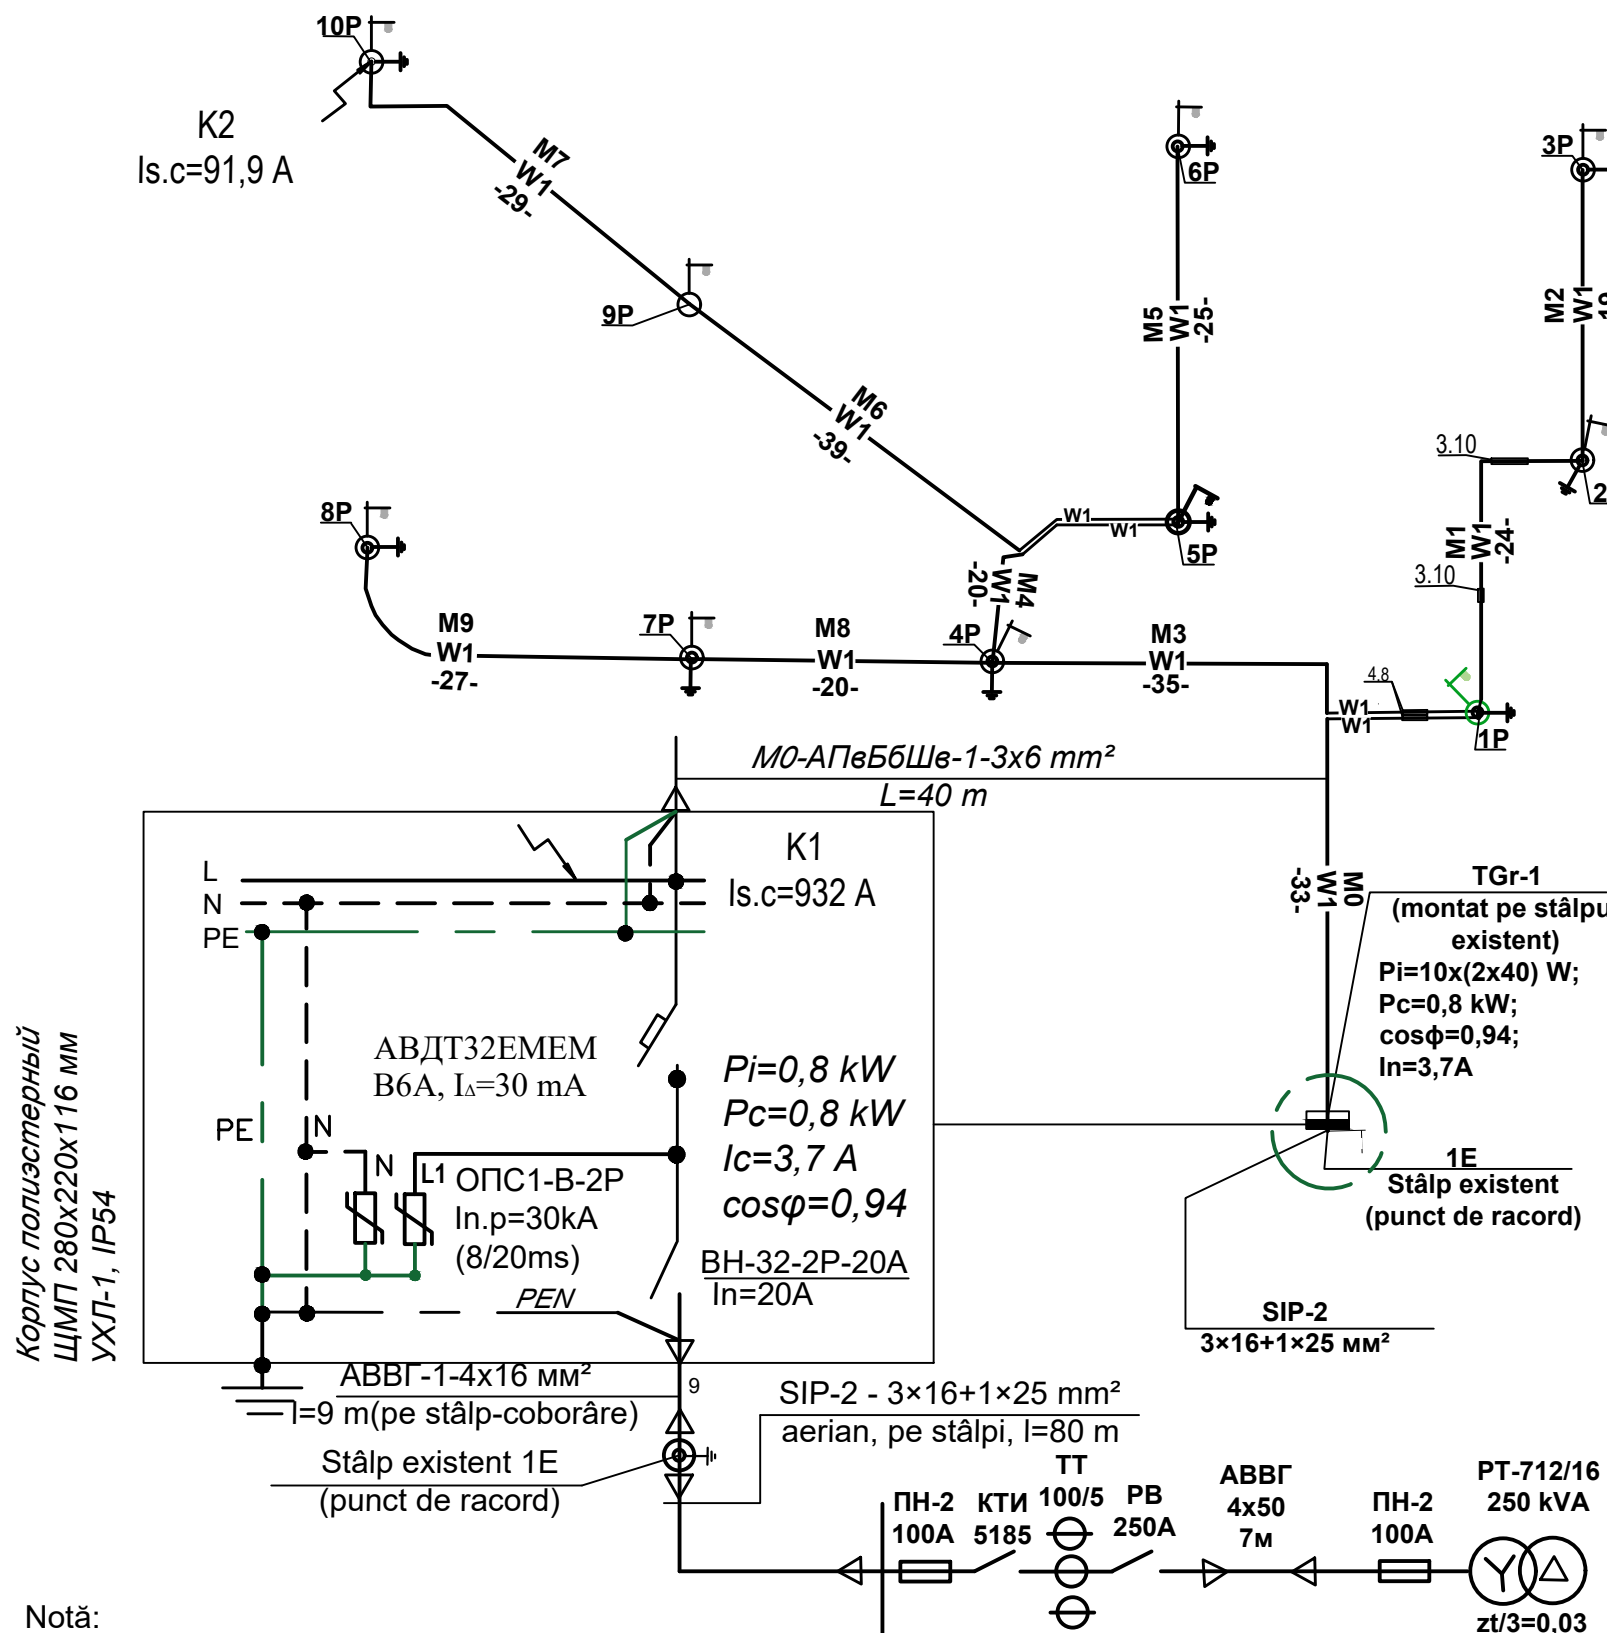 10P
K2
Is.c=91,9 A
M7
W1
-29-
6P
3P
9P
M5
W1
-25-
M2
W1
M6
W1
-39-
3.10
8P
W1
W1
5P
M1
W1
-24-
3.10
M4
W1
-20-
M9
W1
-27-
7P
M8
W1
-20-
4P
M3
W1
-35-
4.8
W1
W1
1P
М0-АПвБбШв-1-3x6 mm²
L=40 m
K1
Is.c=932 A
L
N
PE
M0
W1
-33-
TGr-1
(montat pe stâlpu
existent)
Pi=10x(2x40) W;
Pc=0,8 kW;
cosϕ=0,94;
In=3,7A
Корпус полиэстерный
ЩМП 280x220x116 мм
УХЛ-1, IP54
АВДТ32ЕМЕМ
В6А, IΔ=30 mA
Pi=0,8 kW
Pc=0,8 kW
Ic=3,7 A
cosφ=0,94
PE
N
N
L1
ОПС1-В-2Р
In.p=30kA
(8/20ms)
ВН-32-2Р-20А
In=20A
PEN
1E
Stâlp existent
(punct de racord)
SIP-2
3×16+1×25 мм²
АВВГ-1-4x16 мм²
l=9 m(pe stâlp-coborâre)
9
SIP-2 - 3×16+1×25 mm²
aerian, pe stâlpi, l=80 m
Stâlp existent 1E
(punct de racord)
ПН-2
100А
КТИ
5185
ТТ
100/5
РВ
250А
АВВГ
4x50
7м
ПН-2
100А
РТ-712/16
250 kVA
zt/3=0,03
Notă: